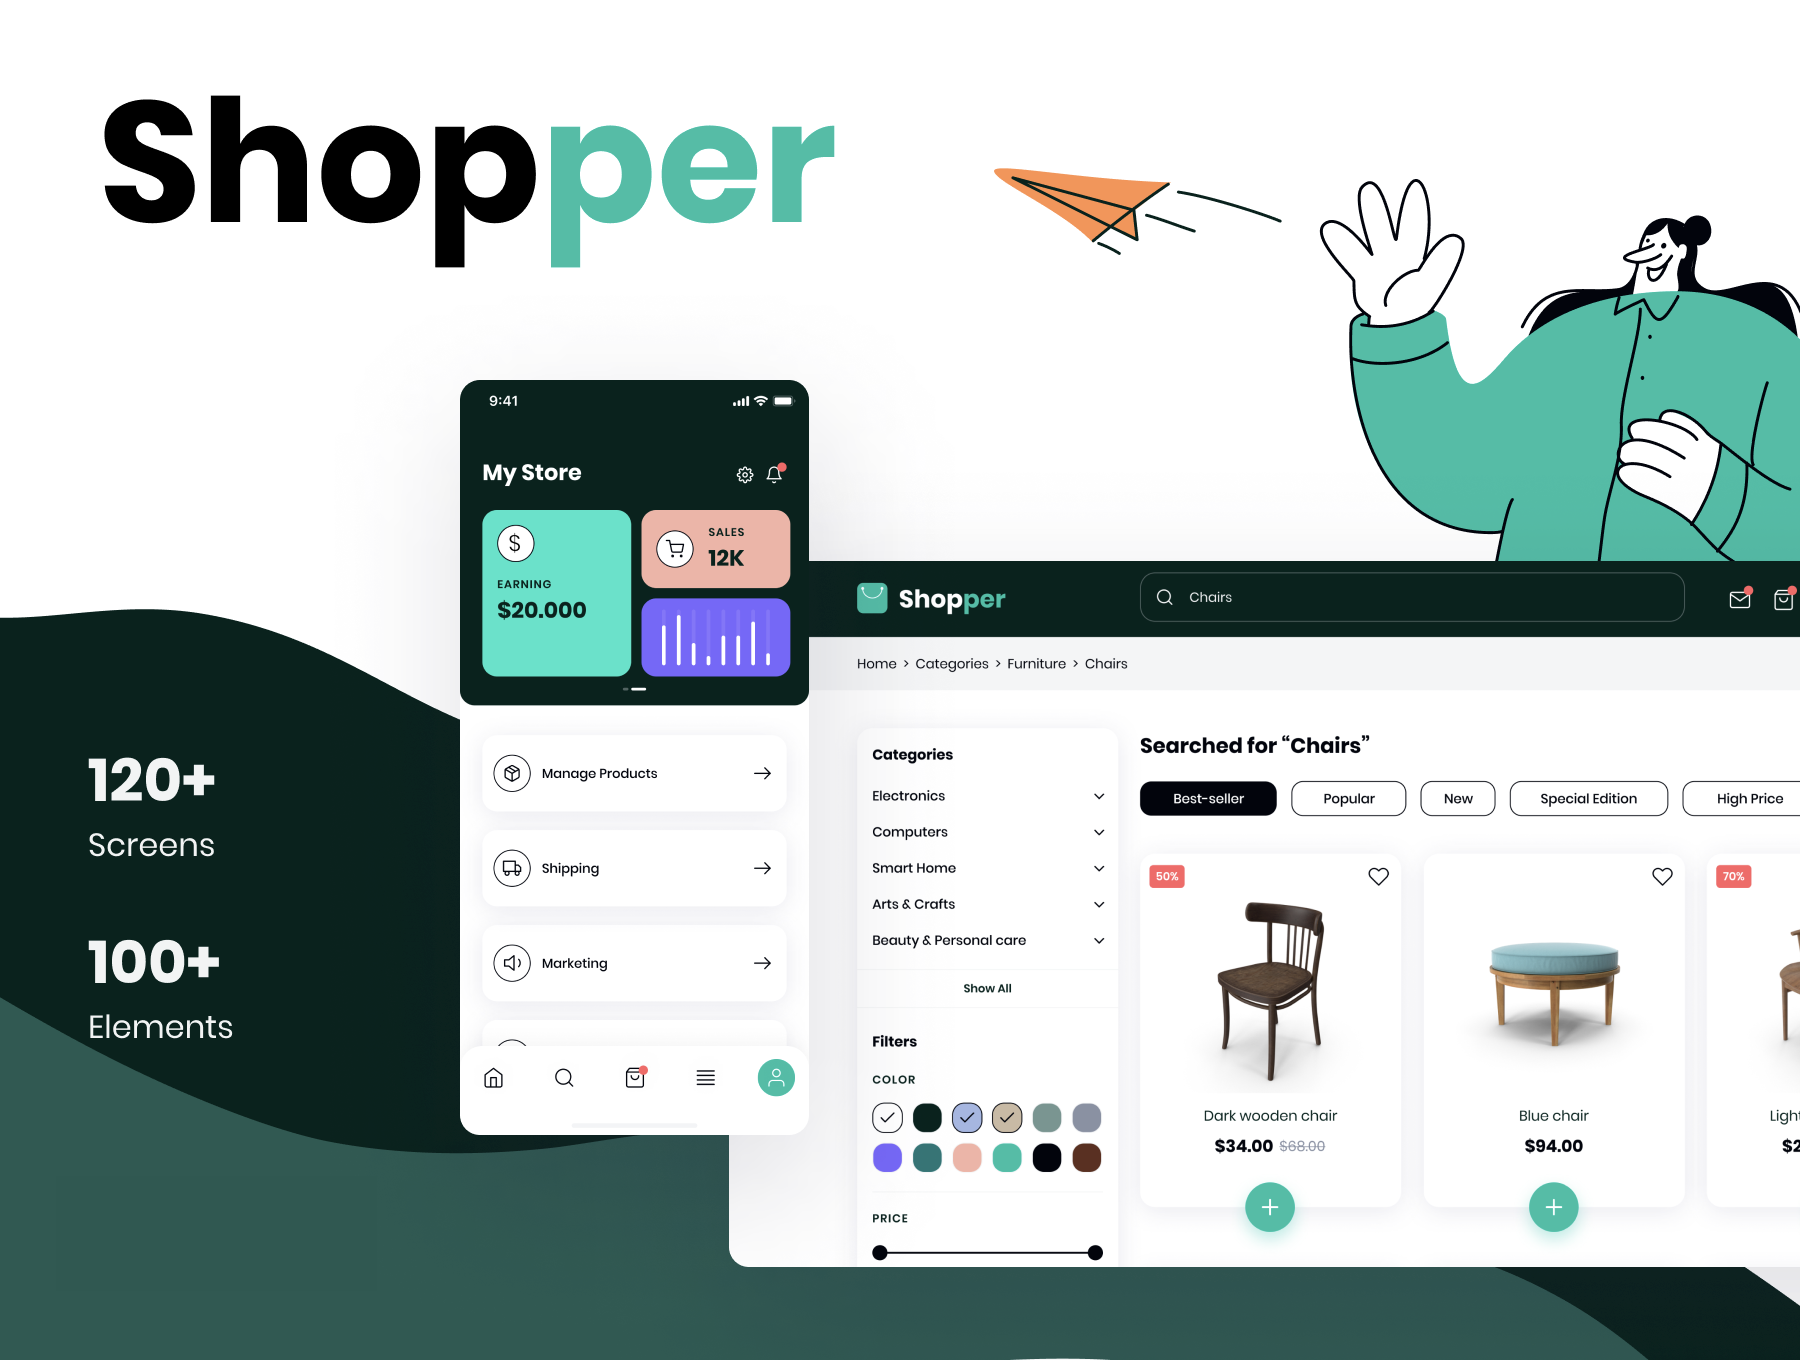 Shopper
9:41
My Store
$
EARNING
$20.000
SALES
12K
Manage Products
Shipping
Marketing
120+
Screens
100+
Elements
Shopper
Chairs
Home > Categories > Furniture > Chairs
Categories
Electronics
Computers
Smart Home
Arts & Crafts
Beauty & Personal care
Show All
Filters
COLOR
PRICE
Searched for “Chairs”
Best-seller
Popular
New
Special Edition
High Price
50%
Dark wooden chair
$34.00 $68.00
Blue chair
$94.00
70%
Light
$2